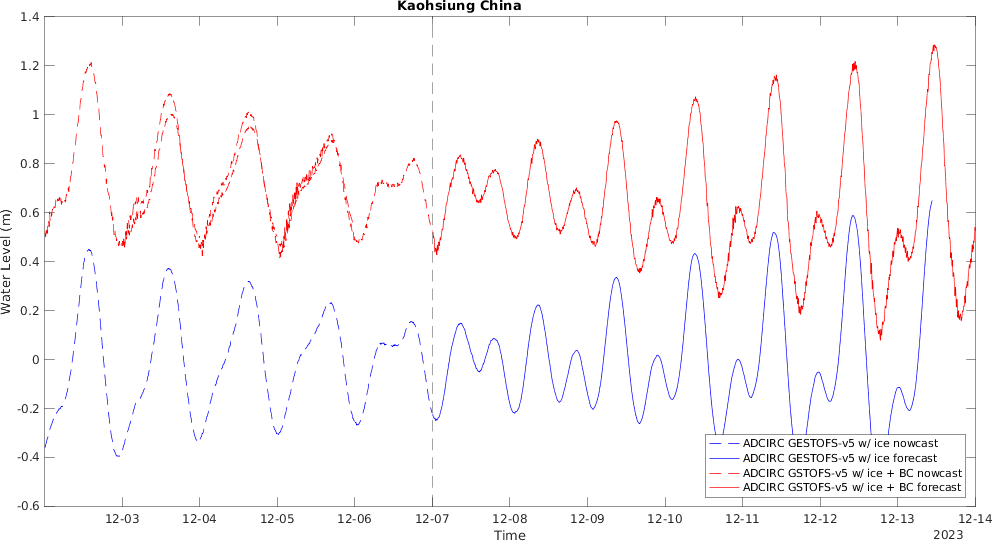 Kaohsiung China
1.4
1.2
1
0.8
0.6
0.4
0.2
0
-0.2
-0.4
-0.6
Water Level (m)
12-03 12-04 12-05 12-06 12-07 12-08 12-09 12-10 12-11 12-12 12-13 12-14
Time
2023
ADCIRC GESTOFS-v5 w/ ice nowcast
ADCIRC GESTOFS-v5 w/ ice forecast
ADCIRC GSTOFS-v5 w/ ice + BC nowcast
ADCIRC GSTOFS-v5 w/ ice + BC forecast